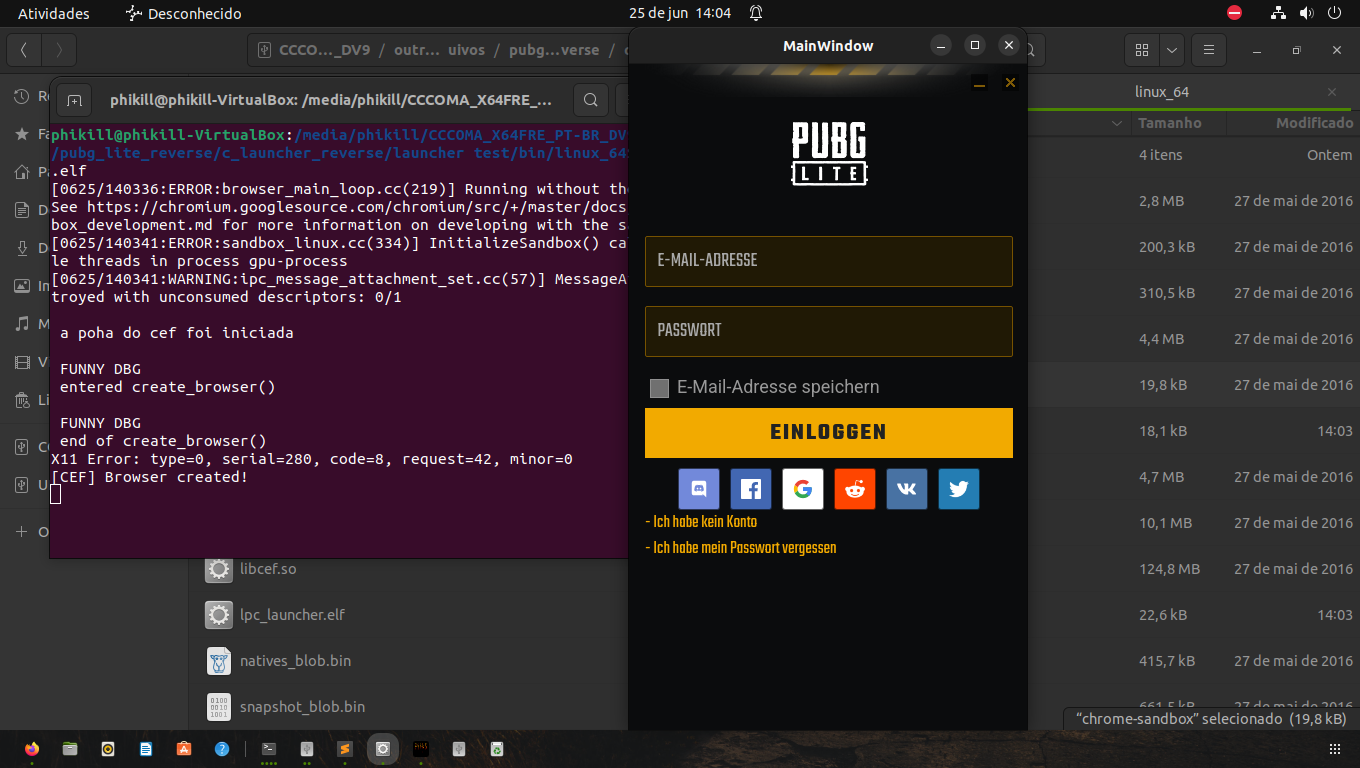 Atividades
Desconhecido
25 de jun 14:04
CCCO…_DV9 / outr… uivos / pubg…verse /
MainWindow
phikill@phikill-VirtualBox: /media/phikill/CCCOMA_X64FRE_...
phikill@phikill-VirtualBox:/media/phikill/CCCOMA_X64FRE_PT-BR_DV
/pubg_lite_reverse/c_launcher_reverse/launcher test/bin/linux_64
.elf
[0625/140336:ERROR:browser_main_loop.cc(219)] Running without the
See https://chromium.googlesource.com/chromium/src/+/master/docs
box_development.md for more information on developing with the s
[0625/140341:ERROR:sandbox_linux.cc(334)] InitializeSandbox() ca
le threads in process gpu-process
[0625/140341:WARNING:ipc_message_attachment_set.cc(57)] MessageA
troyed with unconsumed descriptors: 0/1
a poha do cef foi iniciada
FUNNY DBG
entered create_browser()
FUNNY DBG
end of create_browser()
X11 Error: type=0, serial=280, code=8, request=42, minor=0
[CEF] Browser created!
libcef.so
lpc_launcher.elf
natives_blob.bin
snapshot_blob.bin
PUBG
LITE
E-MAIL-ADRESSE
PASSWORT
E-Mail-Adresse speichern
EINLOGGEN
- Ich habe kein Konto
- Ich habe mein Passwort vergessen
linux_64
Tamanho Modificado
4 itens Ontem
2,8 MB 27 de mai de 2016
200,3 kB 27 de mai de 2016
310,5 kB 27 de mai de 2016
4,4 MB 27 de mai de 2016
19,8 kB 27 de mai de 2016
18,1 kB 14:03
4,7 MB 27 de mai de 2016
10,1 MB 27 de mai de 2016
124,8 MB 27 de mai de 2016
22,6 kB 14:03
415,7 kB 27 de mai de 2016
“chrome-sandbox” selecionado (19,8 kB)